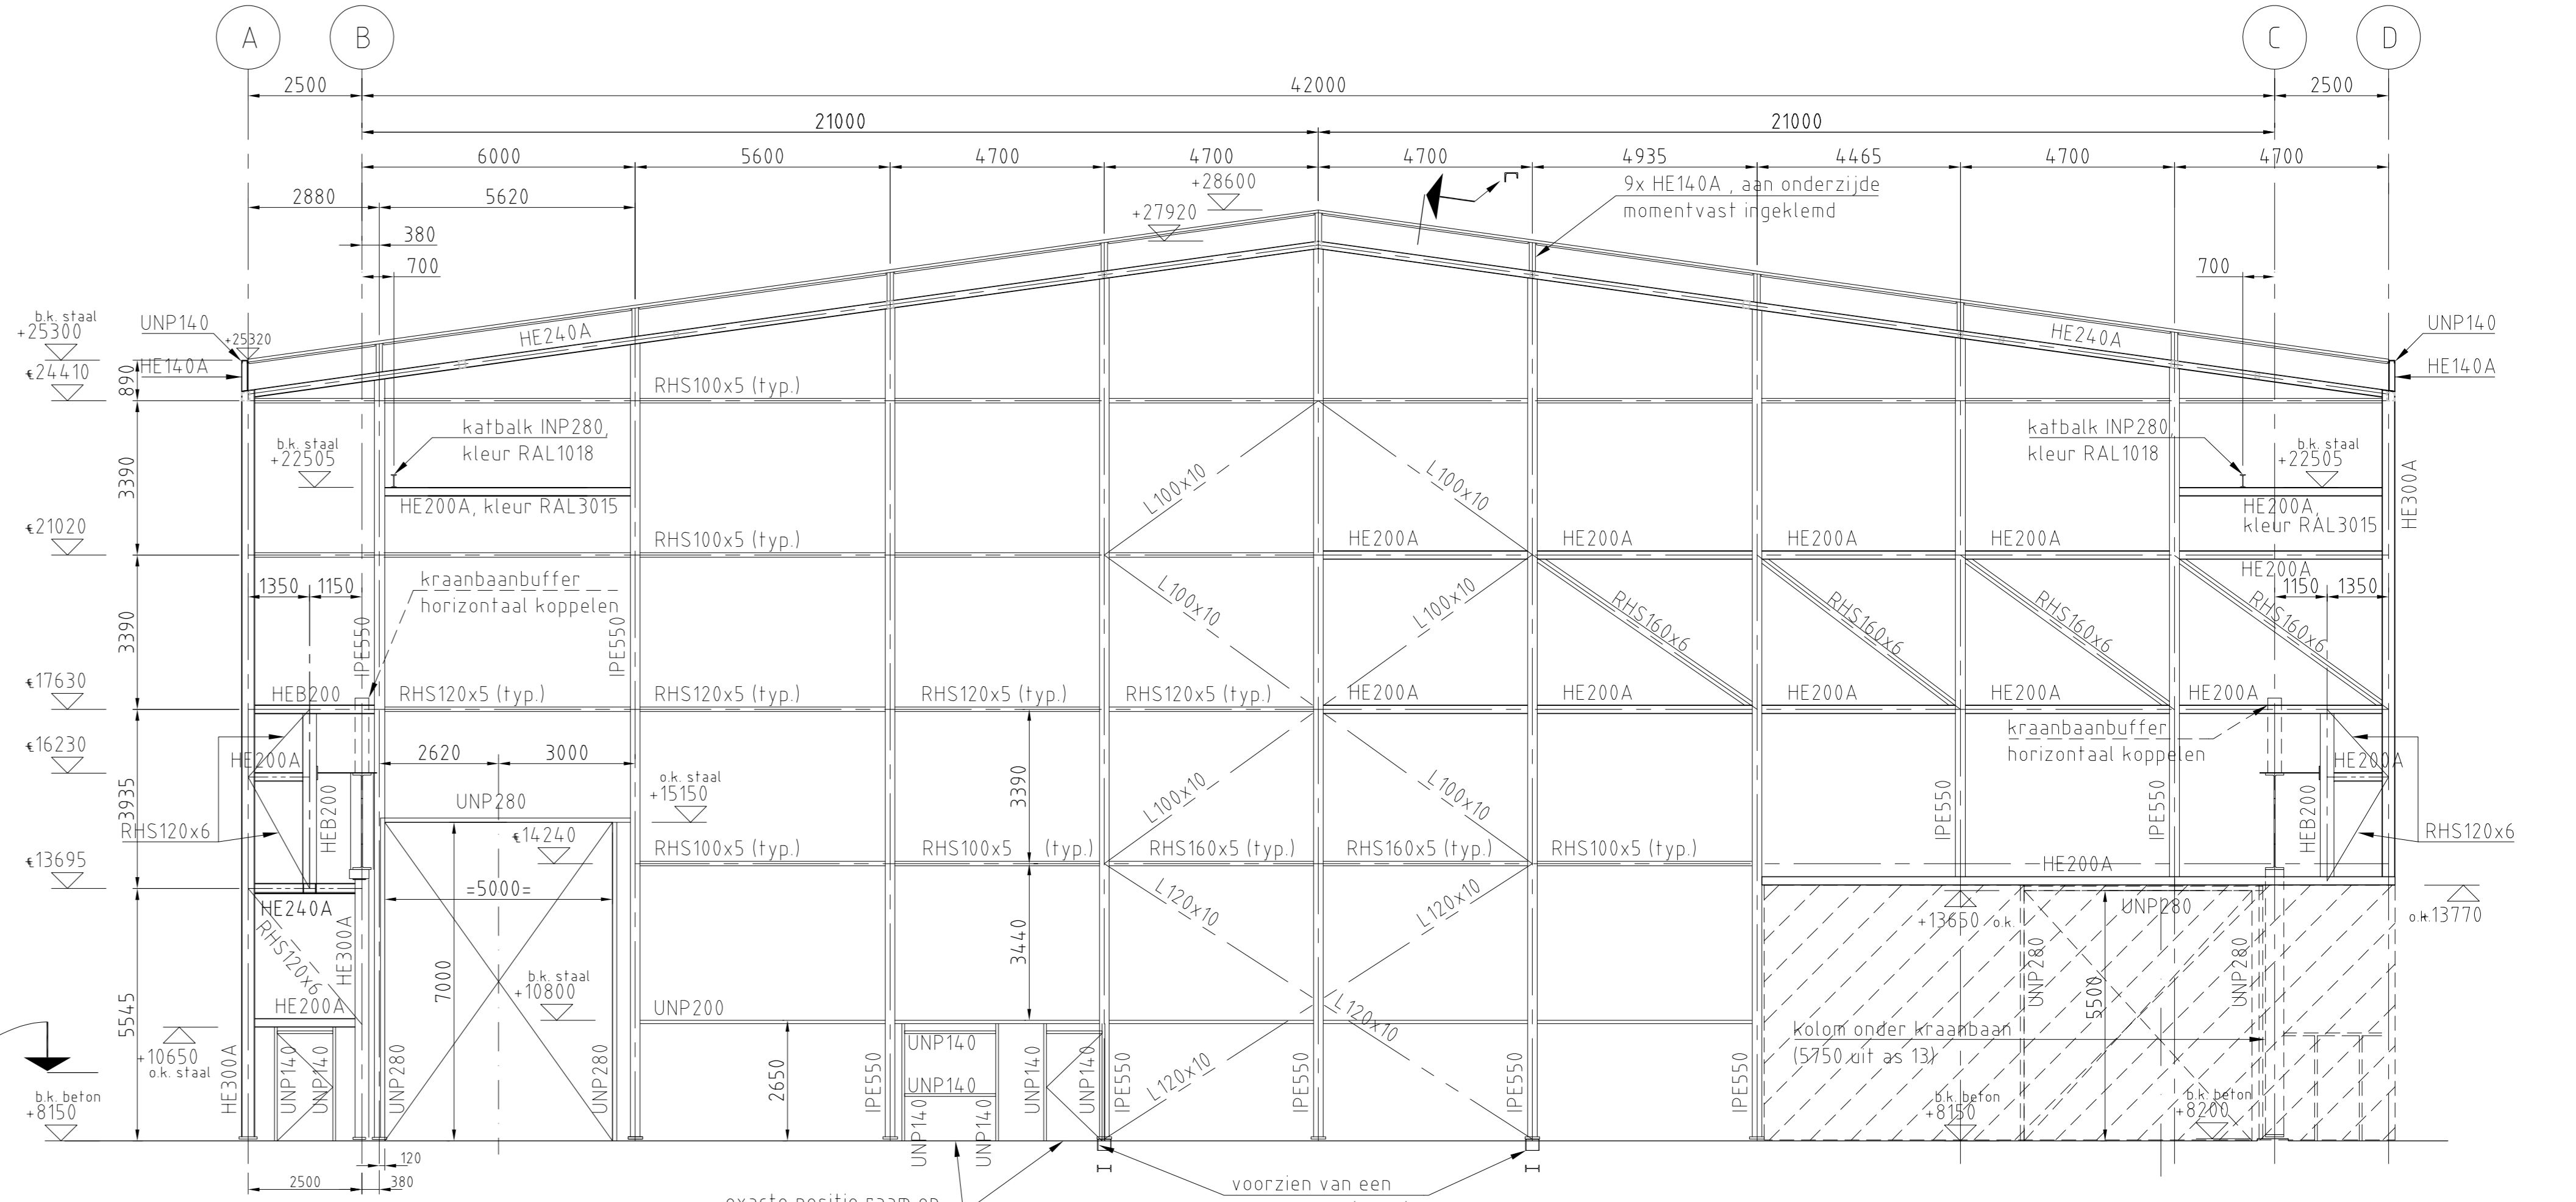 A
B
C
D
2500
42000
2500
21000
21000
6000
5600
4700
4700
4700
4935
4465
4700
4700
2880
5620
+28600
+27920
9x HE140A , aan onderzijde
momentvast ingeklemd
380
700
700
b.k. staal
+25300
UNP140
+25320
HE140A
€24410
890
HE240A
HE240A
UNP140
HE140A
RHS100x5 (typ.)
katbalk INP280,
kleur RAL1018
katbalk INP280,
kleur RAL1018
b.k. staal
+22505
b.k. staal
+22505
3390
HE200A, kleur RAL3015
HE200A,
kleur RAL3015
HE300A
L100x10
L100x10
€21020
RHS100x5 (typ.)
HE200A
HE200A
HE200A
HE200A
HE200A
1350
1150
kraanbaanbuffer
horizontaal koppelen
1150
1350
3390
IPE550
IPE550
L100x10
L100x10
RHS160x6
RHS160x6
RHS160x6
RHS160x6
€17630
HEB200
RHS120x5 (typ.)
RHS120x5 (typ.)
RHS120x5 (typ.)
RHS120x5 (typ.)
HE200A
HE200A
HE200A
HE200A
HE200A
kraanbaanbuffer
horizontaal koppelen
€16230
HE200A
2620
3000
3390
HE200A
3935
o.k. staal
+15150
UNP280
L100x10
L100x10
IPE550
IPE550
HEB200
HEB200
RHS120x6
RHS120x6
€14240
€13695
RHS100x5 (typ.)
RHS100x5 (typ.)
RHS160x5 (typ.)
RHS160x5 (typ.)
RHS100x5 (typ.)
HE200A
=5000=
HE240A
RHS120x6
HE300A
L120x10
L120x10
+13650 o.k.
UNP280
o.k.13770
3440
7000
b.k. staal
+10800
UNP280
UNP280
5500
5545
HE200A
UNP200
L120x10
L120x10
+10650
o.k. staal
UNP140
UNP140
kolom onder kraanbaan
(5750 uit as 13)
HE300A
UNP140
UNP140
UNP280
UNP280
2650
IPE550
UNP140
UNP140
UNP140
UNP140
IPE550
IPE550
IPE550
IPE550
b.k. beton
+8150
b.k. beton
+8150
b.k. beton
+8200
120
2500
380
exacte positie raam op
voorzien van een